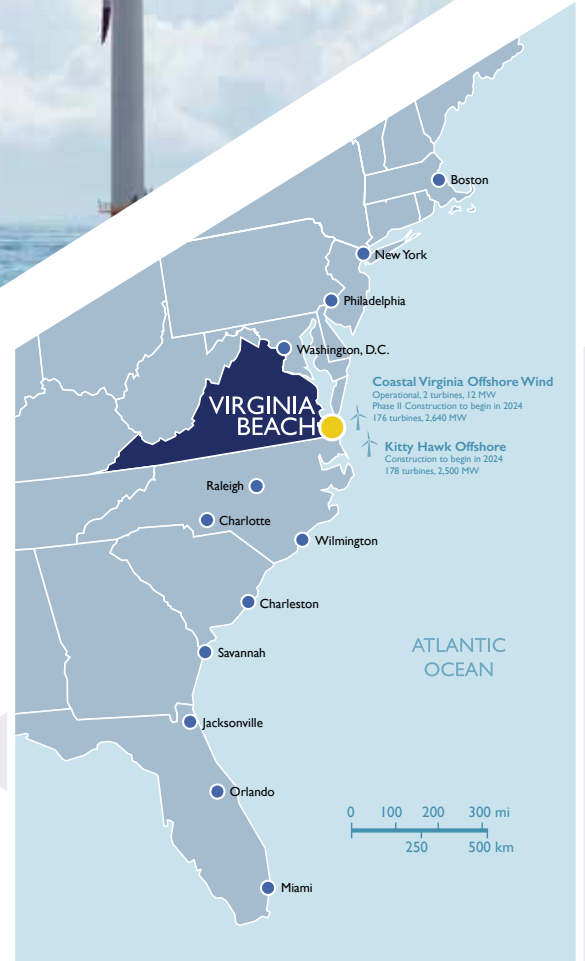 Boston
New York
Philadelphia
Washington, D.C.
Coastal Virginia Offshore Wind
Operational, 2 turbines, 12 MW
Phase II Construction to begin in 2024
176 turbines, 2,640 MW
VIRGINIA
BEACH
Kitty Hawk Offshore
Construction to begin in 2024
178 turbines, 2,500 MW
Raleigh
Charlotte
Wilmington
Charleston
ATLANTIC
OCEAN
Savannah
Jacksonville
Orlando
0 100 200 300 mi
250 500 km
Miami